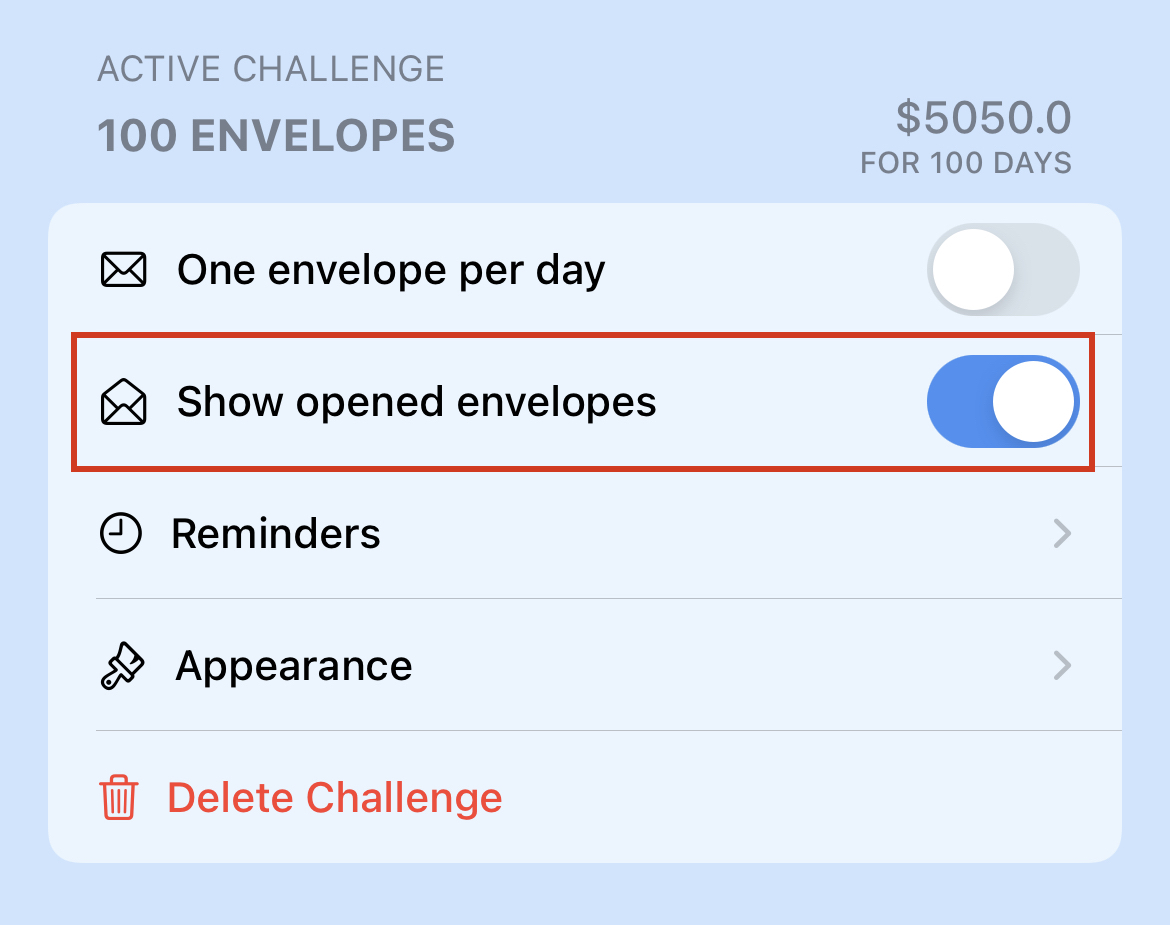 ACTIVE CHALLENGE
100 ENVELOPES
$5050.0
FOR 100 DAYS
One envelope per day
Show opened envelopes
Reminders
Appearance
Delete Challenge